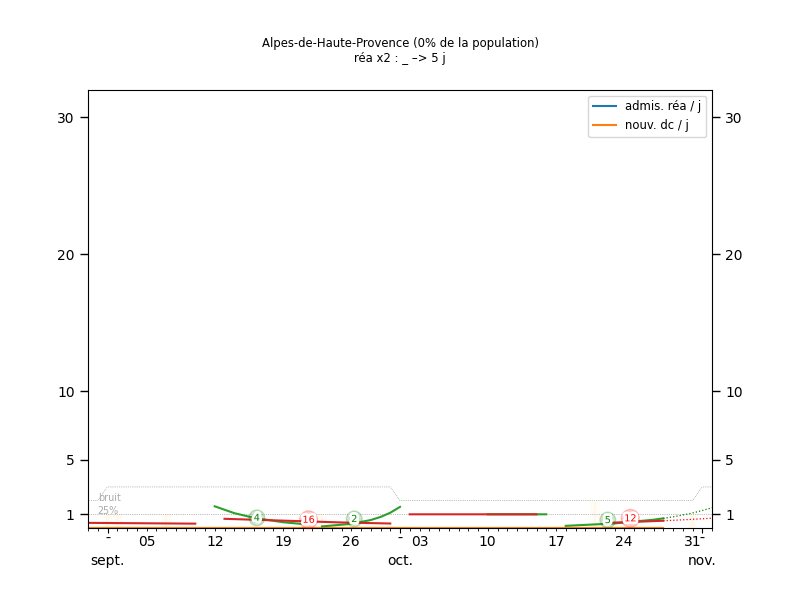 Alpes-de-Haute-Provence (0% de la population)
réa x2 : _ –> 5 j
admis. réa / j
nouv. dc / j
30 30
20 20
10 10
5 5
bruit
25%
1 1
4 16 2 5 12
- 05 12 19 26 - 03 10 17 24 31 -
sept. oct. nov.